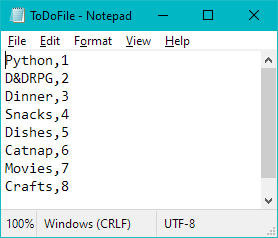 ToDoFile - Notepad
File Edit Format View Help
Python,1
D&DRPG,2
Dinner,3
Snacks,4
Dishes,5
Catnap,6
Movies,7
Crafts,8
100% Windows (CRLF) UTF-8